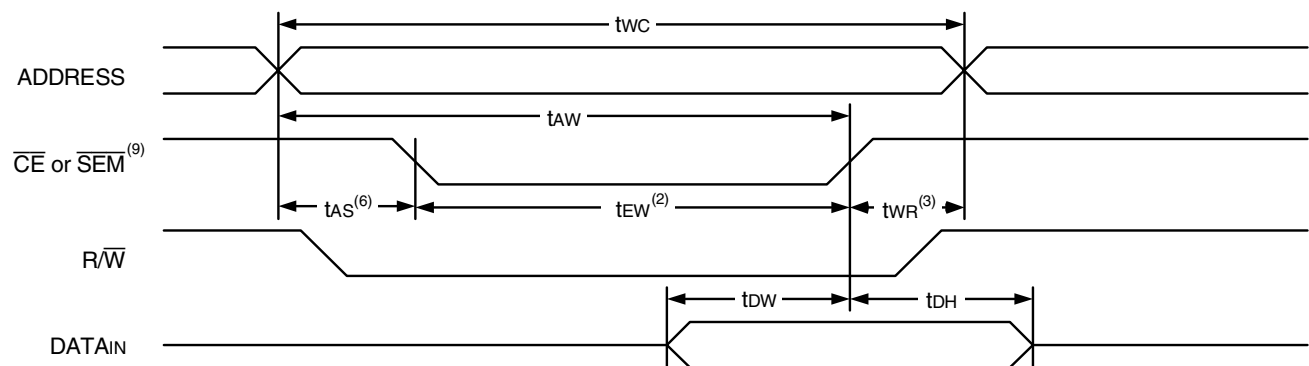 tWC
ADDRESS
tAW
CE or SEM(9)
tAS(6) tEW(2) tWR(3)
R/W
tDW tDH
DATAIN